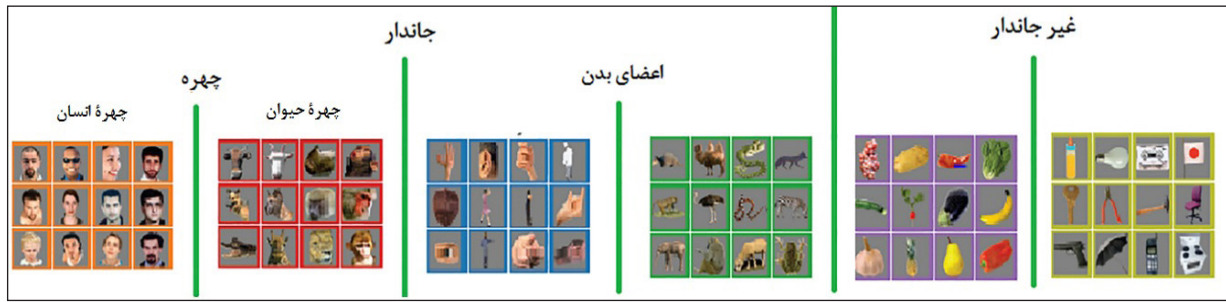 جاندار
غیر جاندار
چهره
اعضای بدن
چهرهٔ انسان
چهرهٔ حیوان